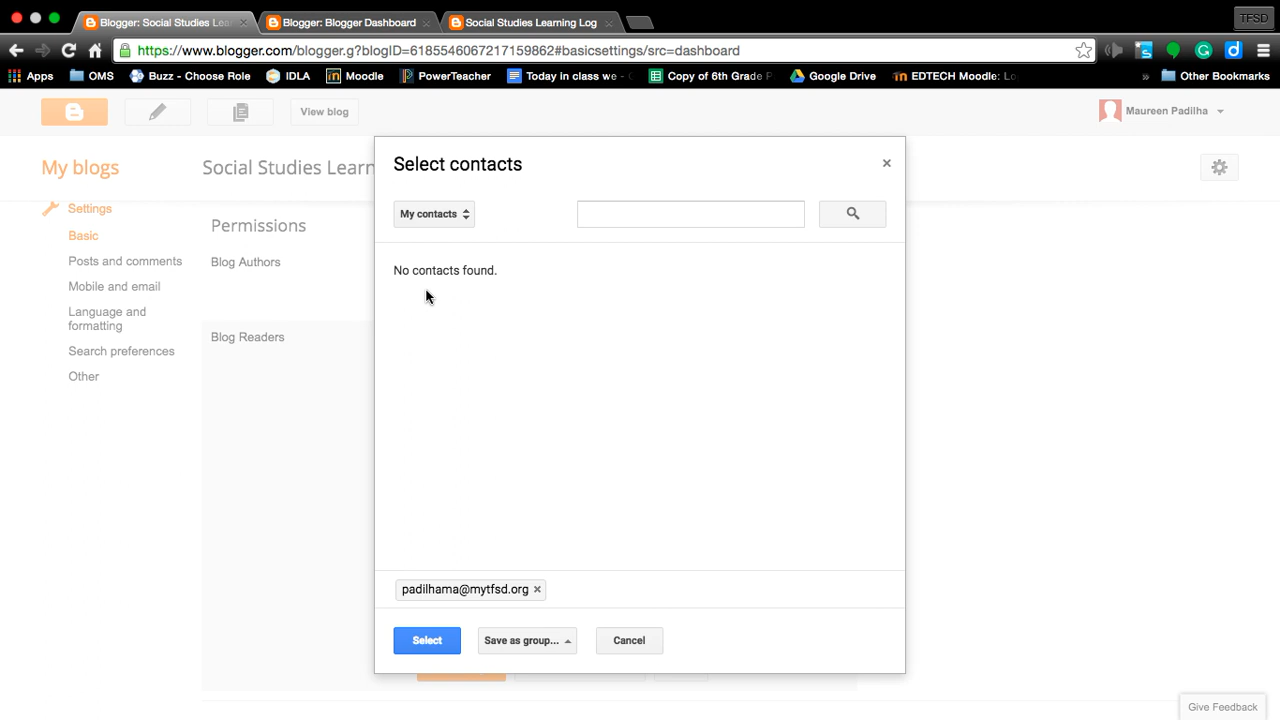 Blogger: Social Studies Lea
Blogger: Blogger Dashboard
Social Studies Learning Log
TFSD
https://www.blogger.com/blogger.g?blogID=6185546067217159862#basicsettings/src=dashboard
Apps
OMS
Buzz - Choose Role
IDLA
Moodle
PowerTeacher
Today in class we -
Copy of 6th Grade P
Google Drive
EDTECH Moodle: Lo
»
Other Bookmarks
View blog
Maureen Padilha
My blogs
Social Studies Learn
Settings
Basic
Posts and comments
Mobile and email
Language and
formatting
Search preferences
Other
Permissions
Blog Authors
Blog Readers
Select contacts
×
My contacts
No contacts found.
padilhama@mytfsd.org ×
Select
Save as group...
Cancel
Give Feedback